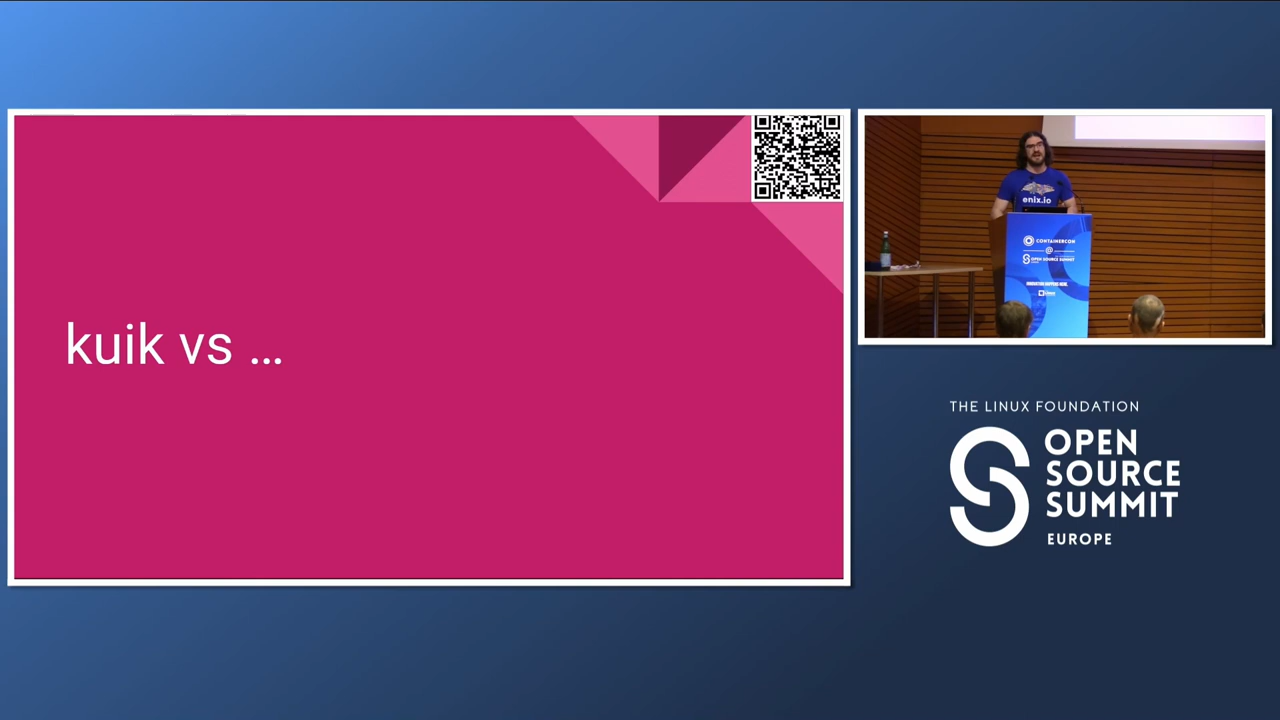 kuik vs ...
enix.io
CONTAINERCON
@
OPEN SOURCE SUMMIT
THE LINUX FOUNDATION
OPEN
SOURCE
SUMMIT
EUROPE